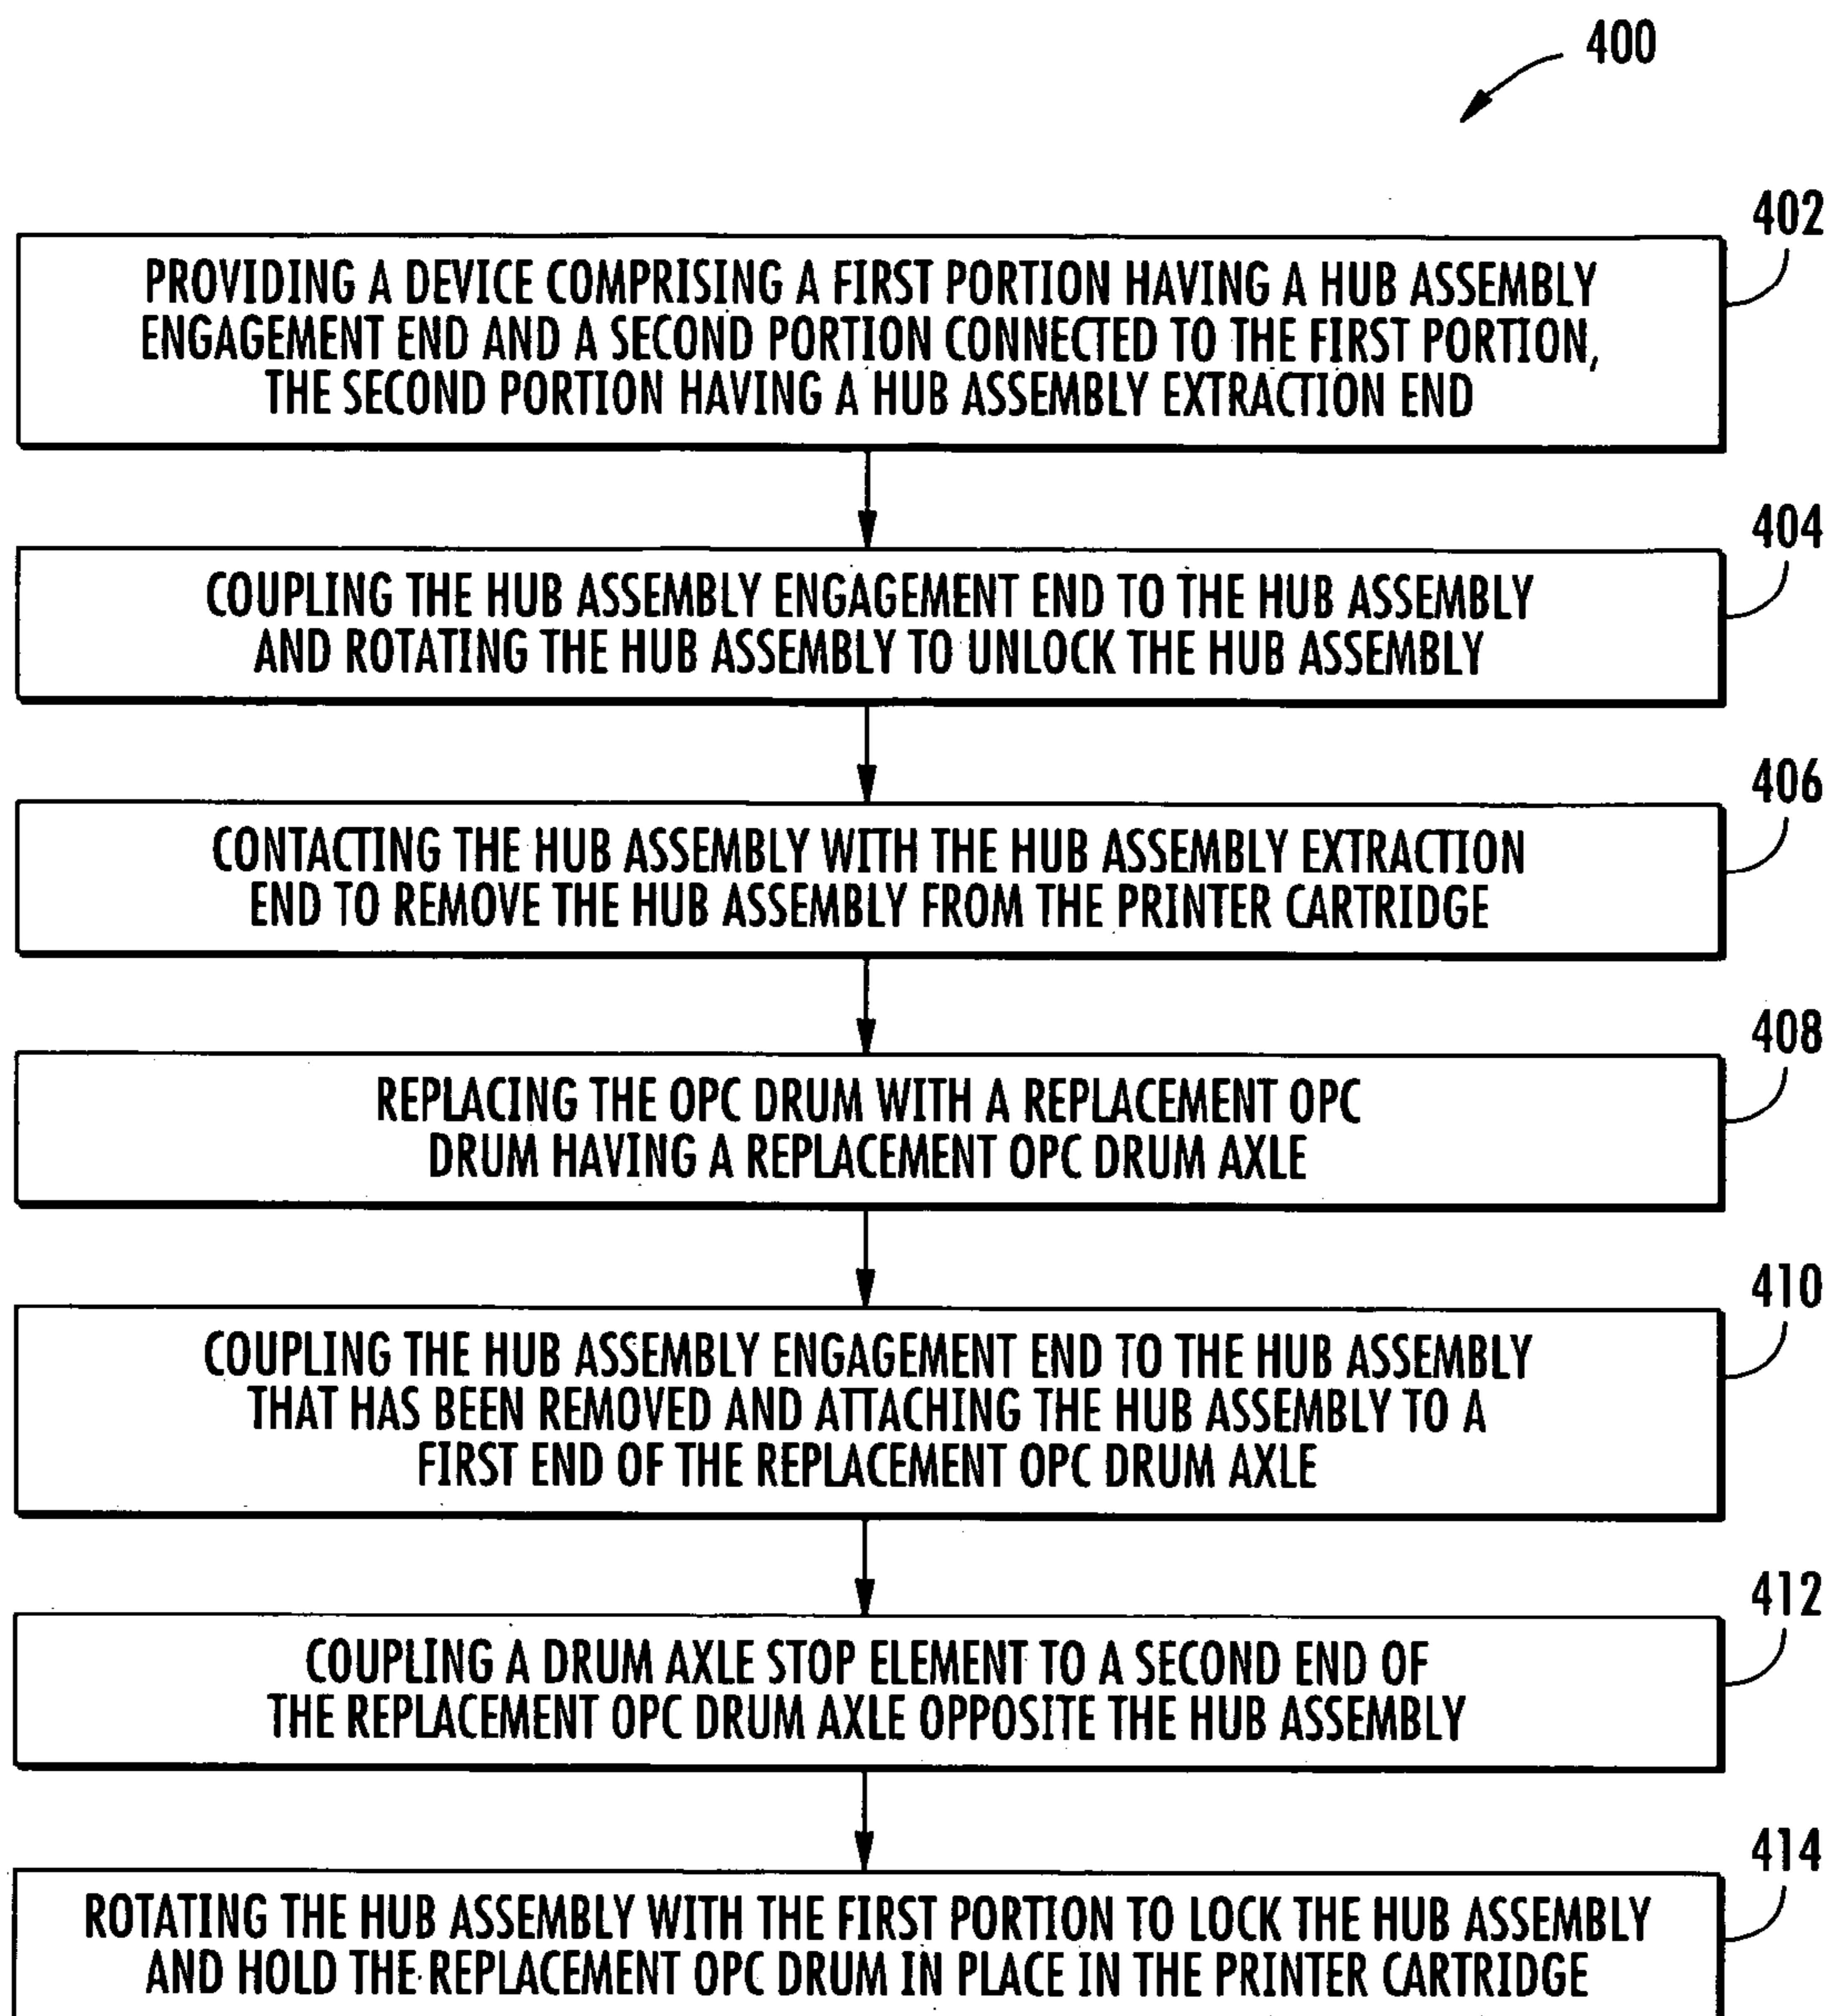 400
402
PROVIDING A DEVICE COMPRISING A FIRST PORTION HAVING A HUB ASSEMBLY
ENGAGEMENT END AND A SECOND PORTION CONNECTED TO THE FIRST PORTION,
THE SECOND PORTION HAVING A HUB ASSEMBLY EXTRACTION END
404
COUPLING THE HUB ASSEMBLY ENGAGEMENT END TO THE HUB ASSEMBLY
AND ROTATING THE HUB ASSEMBLY TO UNLOCK THE HUB ASSEMBLY
406
CONTACTING THE HUB ASSEMBLY WITH THE HUB ASSEMBLY EXTRACTION
END TO REMOVE THE HUB ASSEMBLY FROM THE PRINTER CARTRIDGE
408
REPLACING THE OPC DRUM WITH A REPLACEMENT OPC
DRUM HAVING A REPLACEMENT OPC DRUM AXLE
410
COUPLING THE HUB ASSEMBLY ENGAGEMENT END TO THE HUB ASSEMBLY
THAT HAS BEEN REMOVED AND ATTACHING THE HUB ASSEMBLY TO A
FIRST END OF THE REPLACEMENT OPC DRUM AXLE
412
COUPLING A DRUM AXLE STOP ELEMENT TO A SECOND END OF
THE REPLACEMENT OPC DRUM AXLE OPPOSITE THE HUB ASSEMBLY
414
ROTATING THE HUB ASSEMBLY WITH THE FIRST PORTION TO LOCK THE HUB ASSEMBLY
AND HOLD THE REPLACEMENT OPC DRUM IN PLACE IN THE PRINTER CARTRIDGE